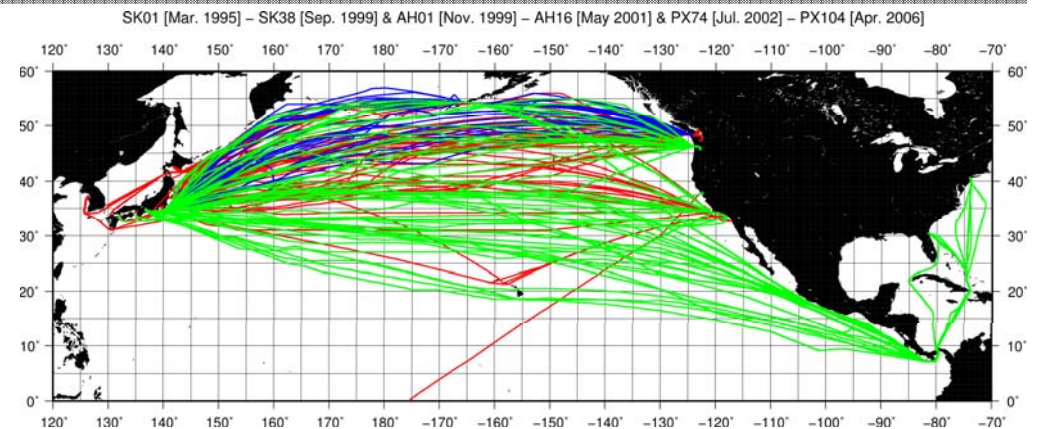 SK01 [Mar. 1995] – SK38 [Sep. 1999] & AH01 [Nov. 1999] – AH16 [May 2001] & PX74 [Jul. 2002] – PX104 [Apr. 2006]
120˚ 130˚ 140˚ 150˚ 160˚ 170˚ 180˚ −170˚ −160˚ −150˚ −140˚ −130˚ −120˚ −110˚ −100˚ −90˚ −80˚ −70˚
60˚ 60˚
50˚ 50˚
40˚ 40˚
30˚ 30˚
20˚ 20˚
10˚ 10˚
0˚ 0˚
120˚ 130˚ 140˚ 150˚ 160˚ 170˚ 180˚ −170˚ −160˚ −150˚ −140˚ −130˚ −120˚ −110˚ −100˚ −90˚ −80˚ −70˚